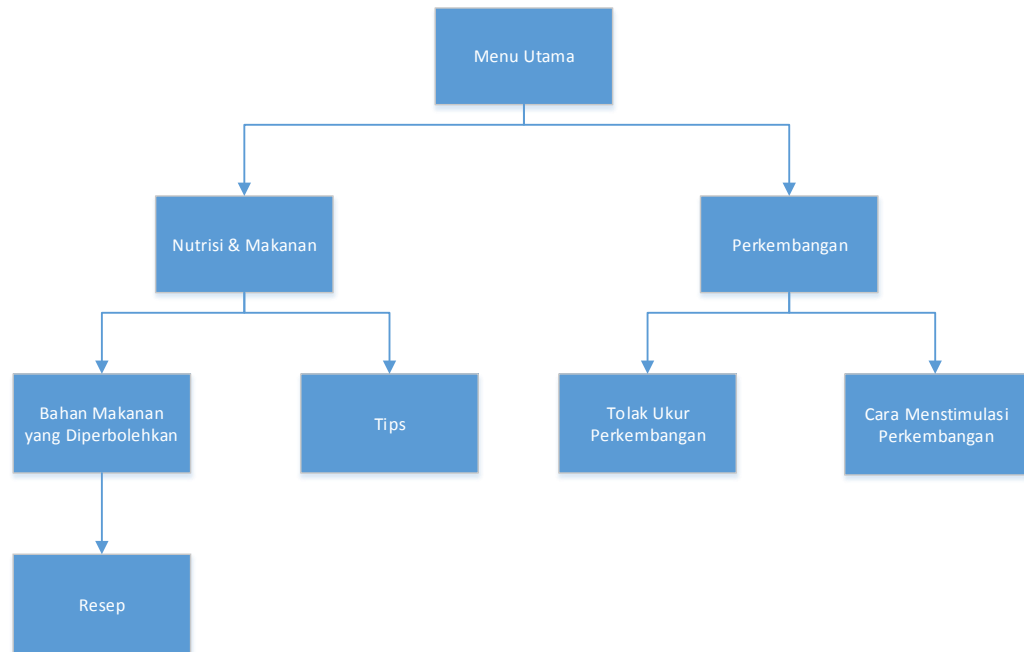 Menu Utama
Nutrisi & Makanan
Perkembangan
Bahan Makanan
yang Diperbolehkan
Tips
Tolak Ukur
Perkembangan
Cara Menstimulasi
Perkembangan
Resep